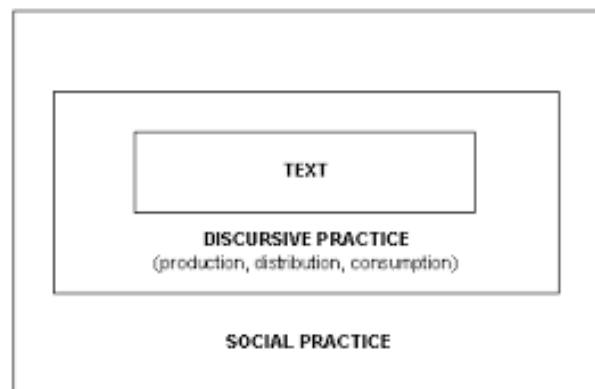 TEXT
DISCURSIVE PRACTICE
(production, distribution, consumption)
SOCIAL PRACTICE